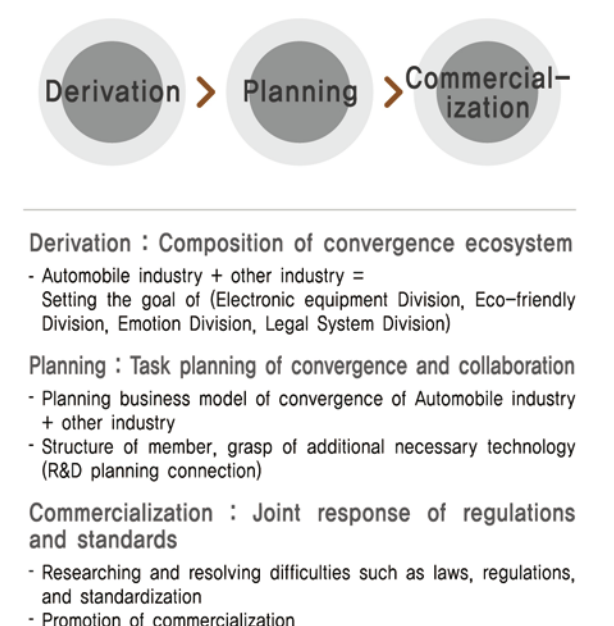 Derivation > Planning > Commercial-
ization
Derivation : Composition of convergence ecosystem
- Automobile industry + other industry =
Setting the goal of (Electronic equipment Division, Eco-friendly
Division, Emotion Division, Legal System Division)
Planning : Task planning of convergence and collaboration
- Planning business model of convergence of Automobile industry
+ other industry
- Structure of member, grasp of additional necessary technology
(R&D planning connection)
Commercialization : Joint response of regulations
and standards
- Researching and resolving difficulties such as laws, regulations,
and standardization
- Promotion of commercialization